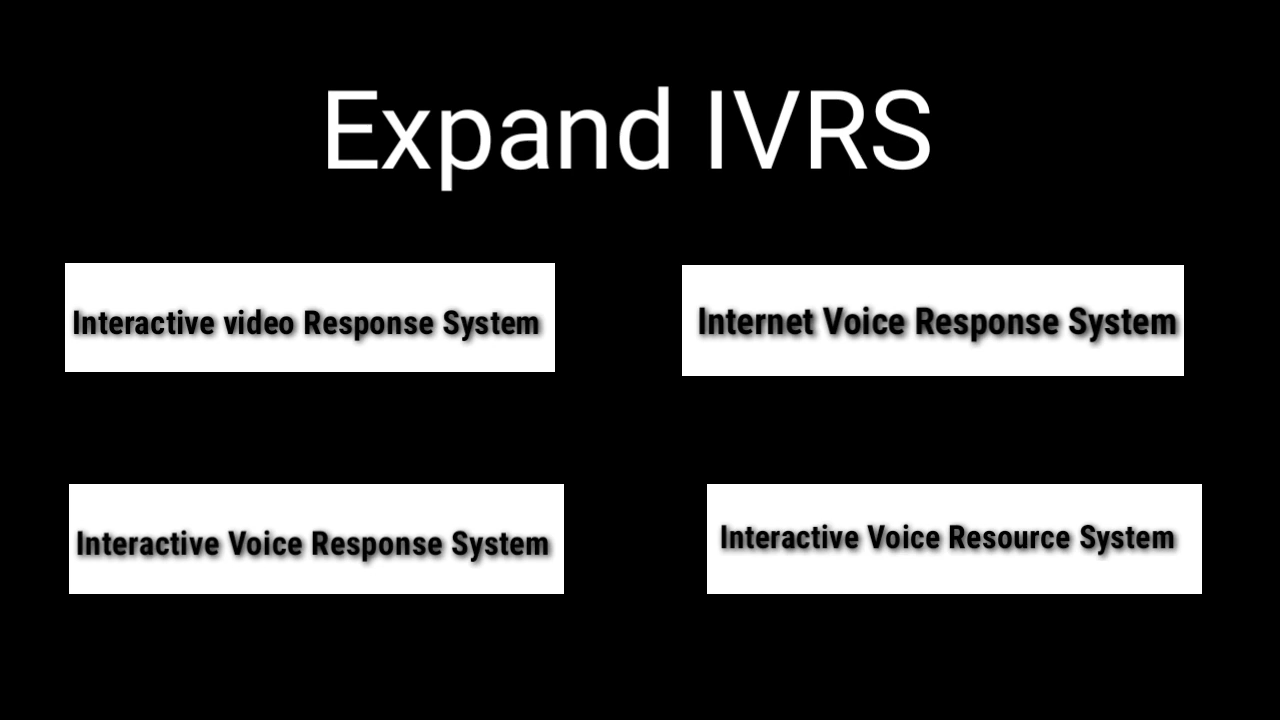 Expand IVRS
Interactive video Response System
Internet Voice Response System
Interactive Voice Response System
Interactive Voice Resource System